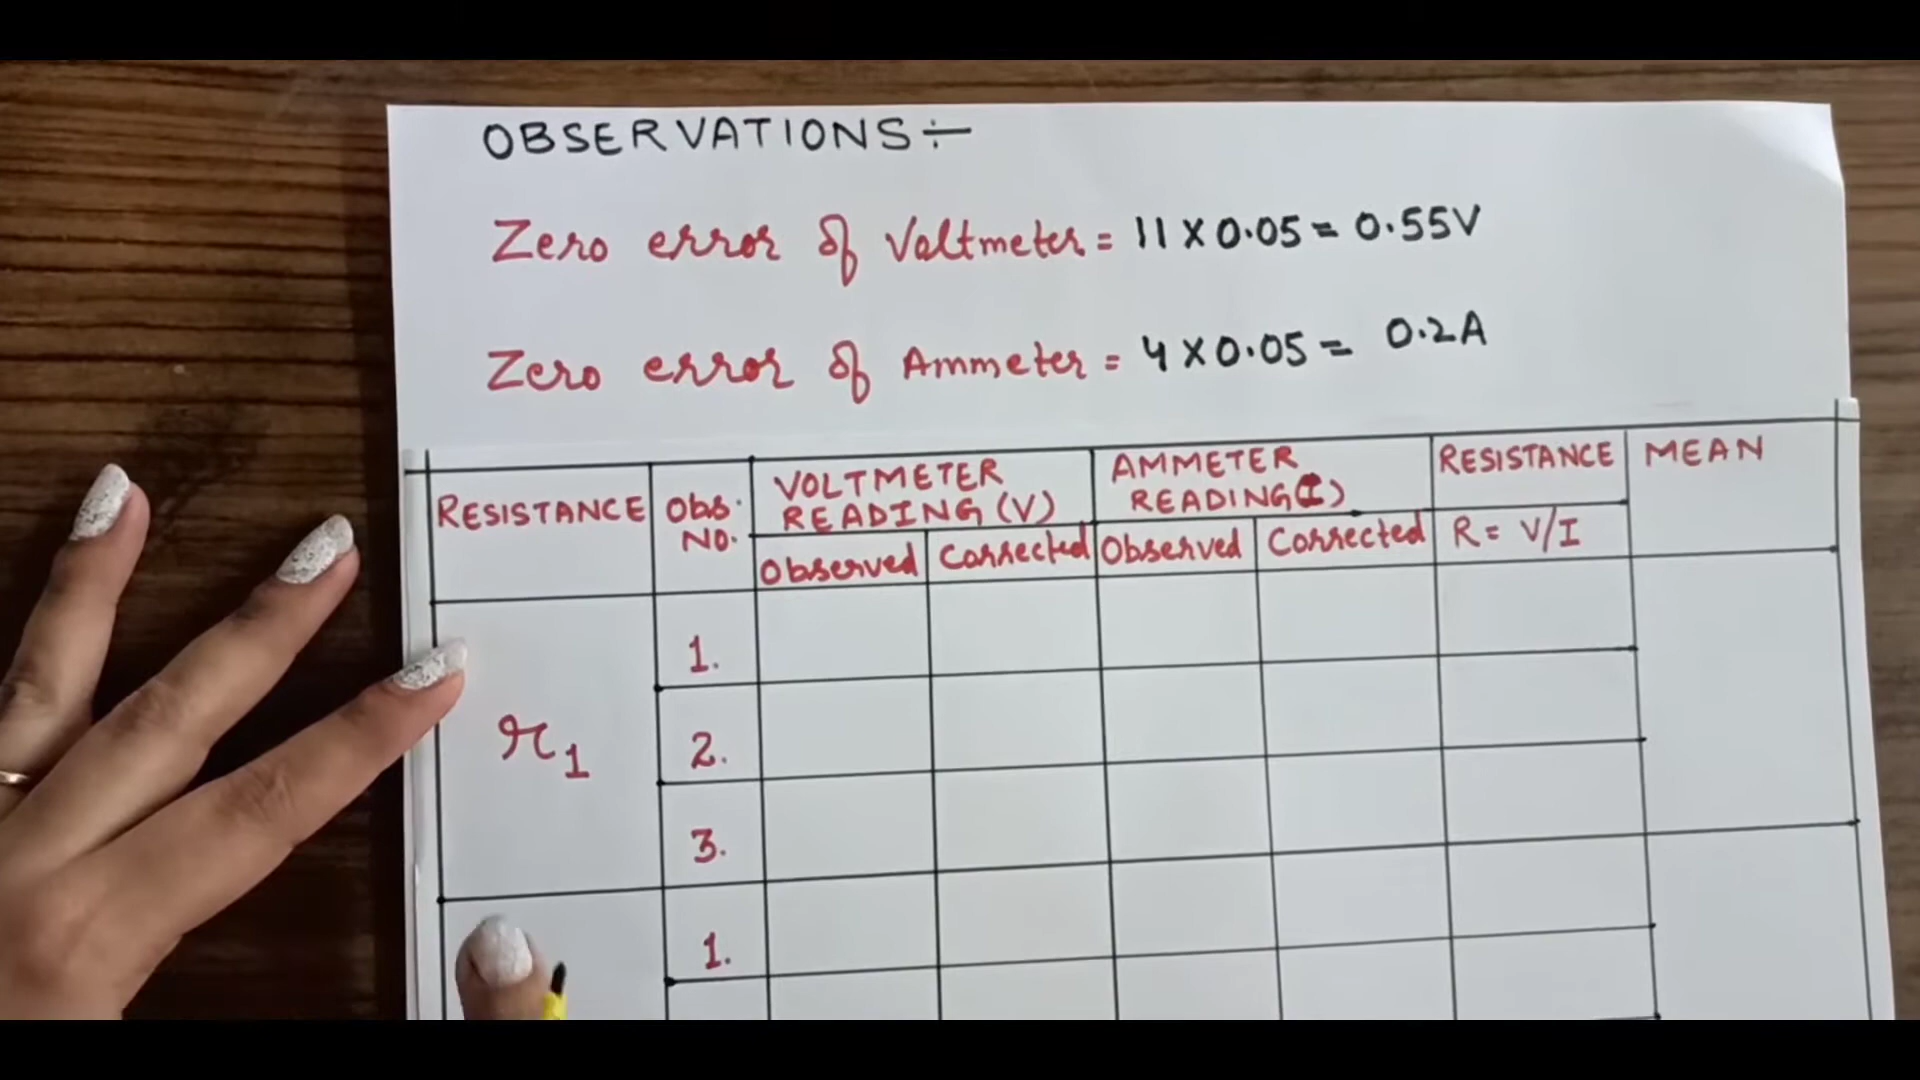 OBSERVATIONS÷
Zero error of Voltmeter = 11 X 0.05 = 0.55V
Zero error of Ammeter = 4 X 0.05 = 0.2A
RESISTANCE
Obs. No.
VOLTMETER READING (V)
AMMETER READING (I)
RESISTANCE
MEAN
Observed
Corrected
Observed
Corrected
R = V/I
r1
1.
2.
3.
1.